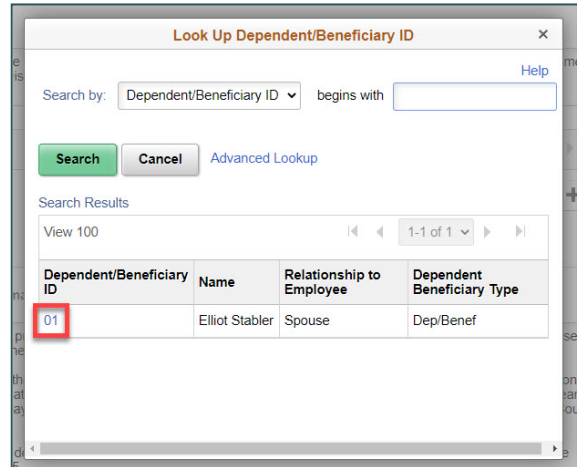 Look Up Dependent/Beneficiary ID
Help
Search by: Dependent/Beneficiary ID begins with
Search Cancel Advanced Lookup
Search Results
View 100 1-1 of 1
Dependent/Beneficiary ID Name Relationship to Employee Dependent Beneficiary Type
01 Elliot Stabler Spouse Dep/Benef